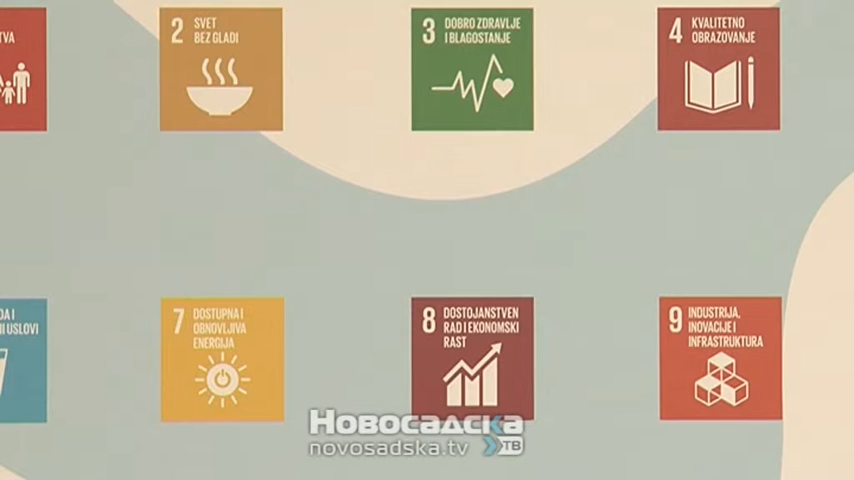 TVA
2 SVET
BEZ GLADI
3 DOBRO ZDRAVLJE
I BLAGOSTANJE
4 KVALITETNO
OBRAZOVANJE
DA I
I USLOVI
7 DOSTUPNA I
OBNOVLJIVA
ENERGIJA
8 DOSTOJANSTVEN
RAD I EKONOMSKI
RAST
9 INDUSTRIJA,
INOVACIJE I
INFRASTRUKTURA
НОВОСАДСКА
novosadska.tv ТВ